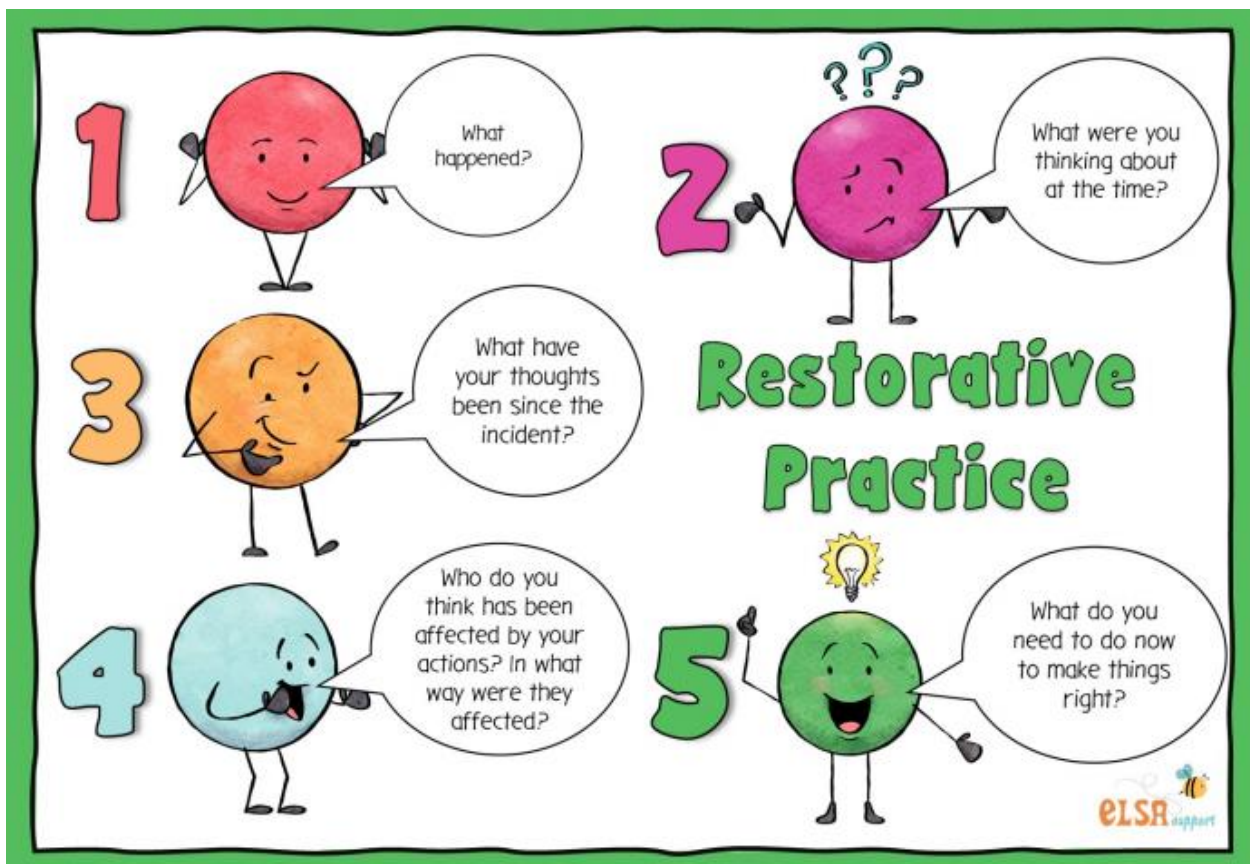 1
What
happened?
2
???
What were you
thinking about
at the time?
3
What have
your thoughts
been since the
incident?
Restorative
Practice
4
Who do you
think has been
affected by your
actions? In what
way were they
affected?
5
What do you
need to do now
to make things
right?
eLSA support